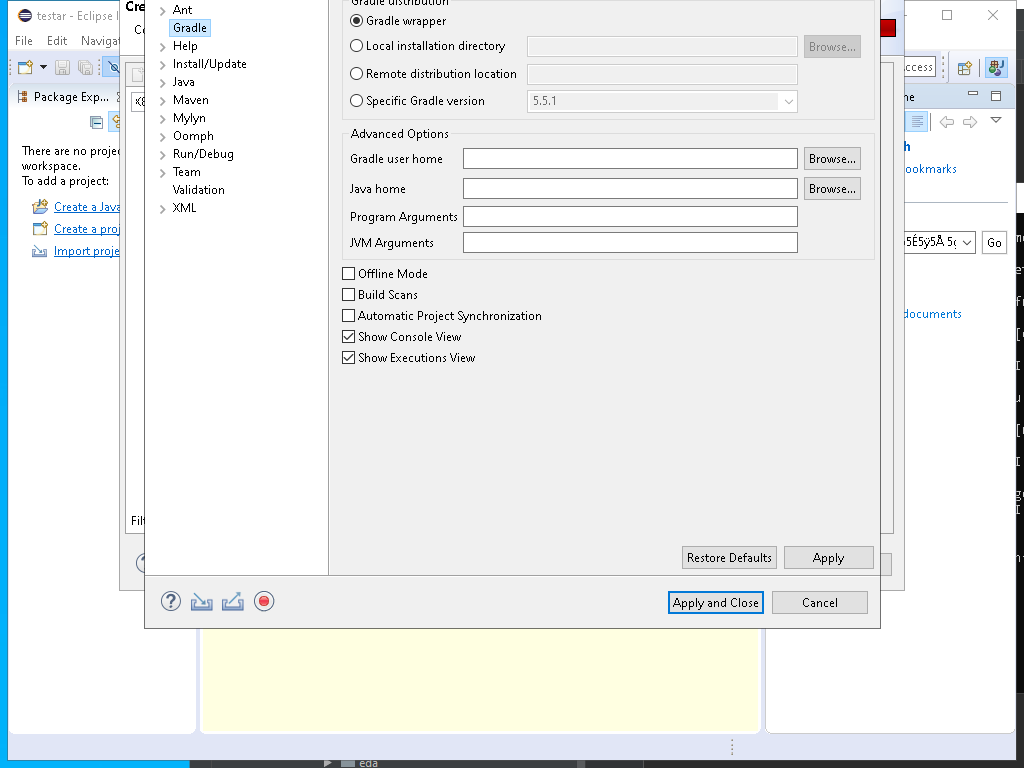 testar - Eclipse I
File Edit Navigat
Package Exp...
There are no proje
workspace.
To add a project:
Create a Java
Create a proj
Import proje
Cre
Ant
Gradle
Help
Install/Update
Java
Maven
Mylyn
Oomph
Run/Debug
Team
Validation
XML
Gradle distribution
Gradle wrapper
Local installation directory
Browse...
Remote distribution location
Specific Gradle version
5.5.1
Advanced Options
Gradle user home
Browse...
Java home
Browse...
Program Arguments
JVM Arguments
Offline Mode
Build Scans
Automatic Project Synchronization
Show Console View
Show Executions View
Restore Defaults
Apply
Apply and Close
Cancel
Filt
ccess
ne
h
ookmarks
Go
documents
eda